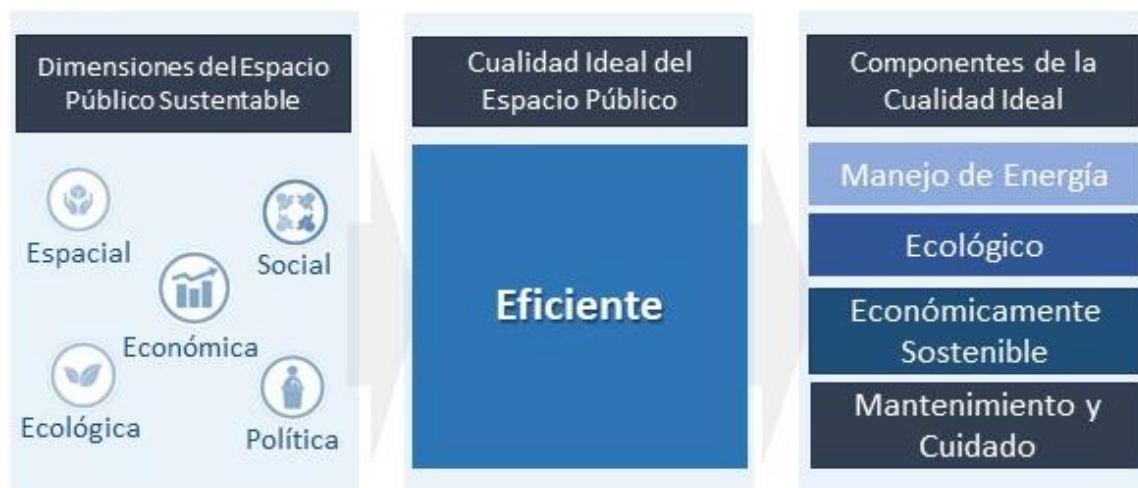 Dimensiones del Espacio
Público Sustentable
Espacial
Social
Económica
Ecológica
Política
Cualidad Ideal del
Espacio Público
Eficiente
Componentes de la
Cualidad Ideal
Manejo de Energía
Ecológico
Económicamente
Sostenible
Mantenimiento y
Cuidado